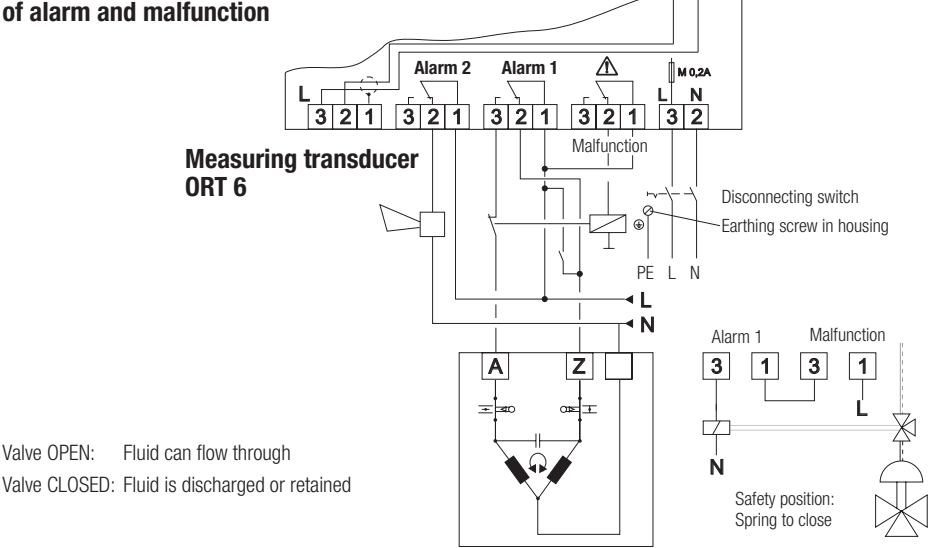 of alarm and malfunction
Alarm 2 Alarm 1 M 0,2A
L L N
3 2 1 3 2 1 3 2 1 3 2 1 3 2
Malfunction
Measuring transducer
ORT 6
Disconnecting switch
Earthing screw in housing
PE L N
L
N
Alarm 1 Malfunction
3 1 3 1
L
N
A Z
Valve OPEN: Fluid can flow through
Valve CLOSED: Fluid is discharged or retained
Safety position:
Spring to close